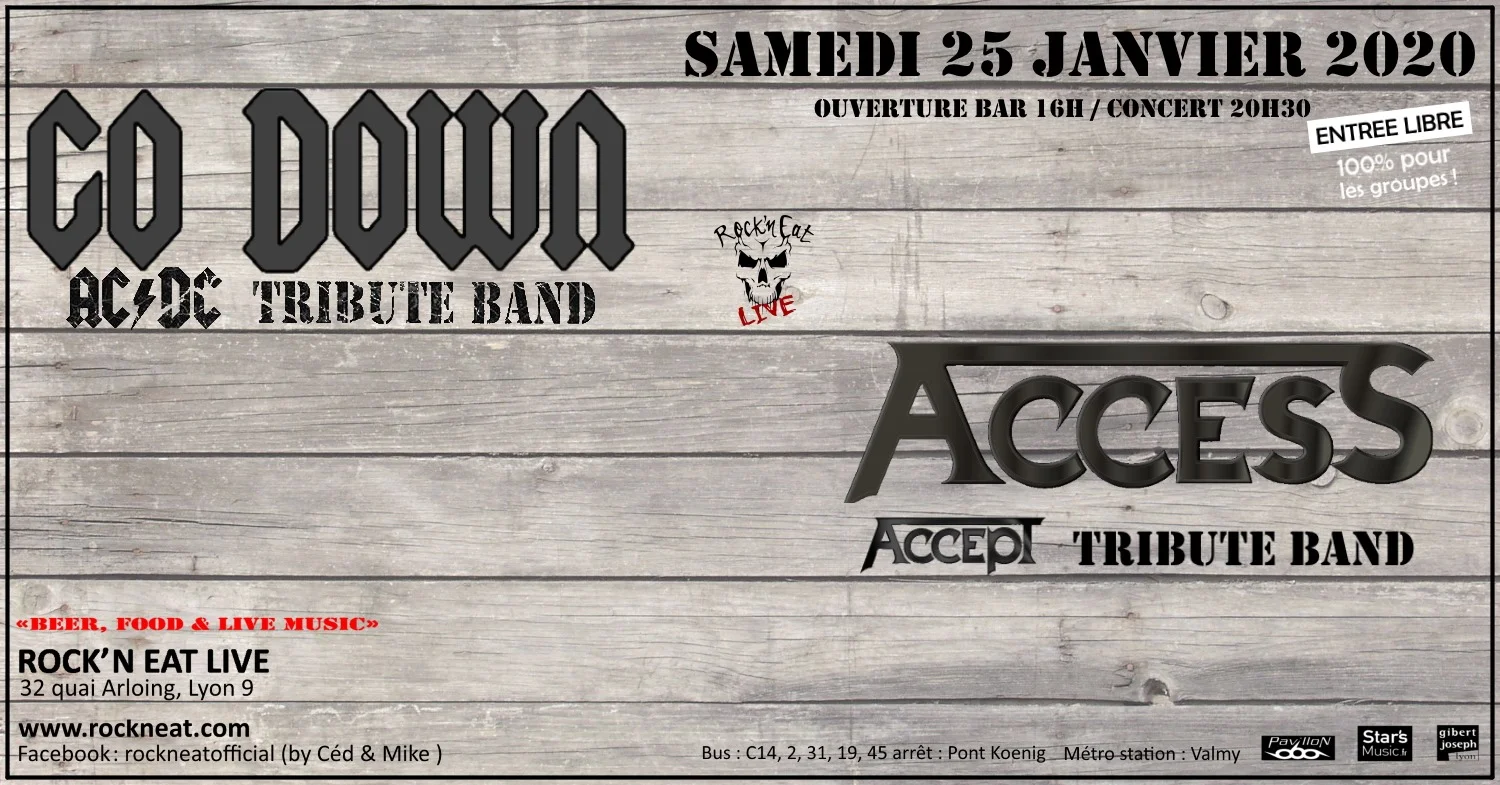 SAMEDI 25 JANVIER 2020
OUVERTURE BAR 16H / CONCERT 20H30
ENTREE LIBRE
100% pour
les groupes !
GO DOWN
AC/DC TRIBUTE BAND
Rock'n Eat
LIVE
ACCESS
ACCEPT TRIBUTE BAND
«BEER, FOOD & LIVE MUSIC»
ROCK'N EAT LIVE
32 quai Arloing, Lyon 9
www.rockneat.com
Facebook : rockneatofficial (by Céd & Mike )
Bus : C14, 2, 31, 19, 45 arrêt : Pont Koenig Métro station : Valmy
PavilloN
Star's
Music.fr
gibert
joseph
lyon